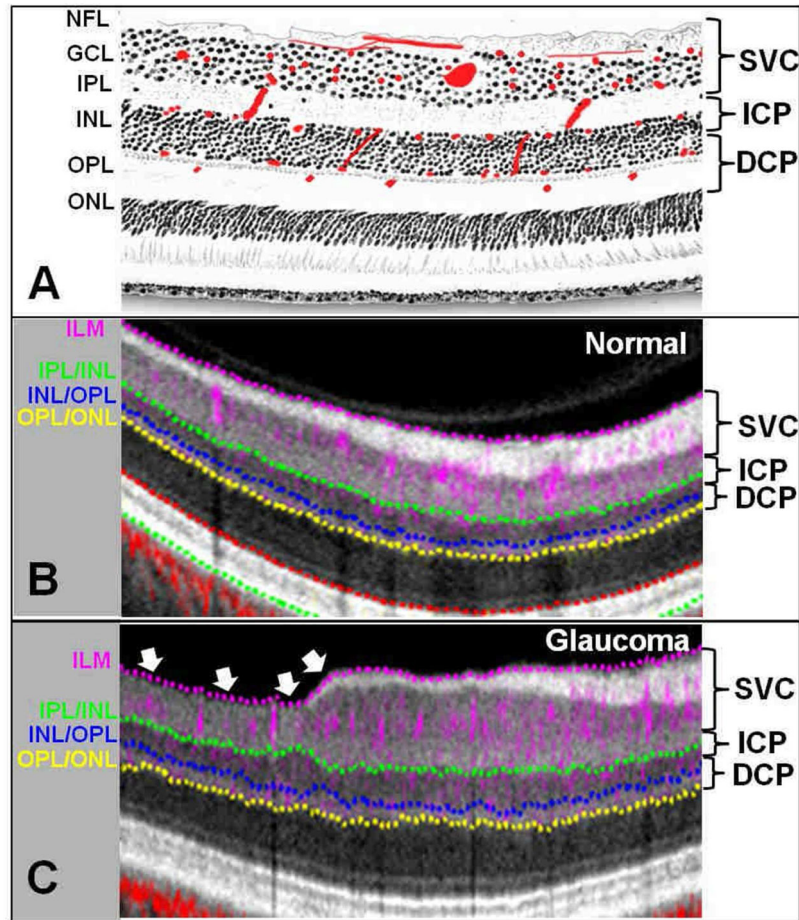 NFL
GCL
IPL
INL
OPL
ONL
SVC
ICP
DCP
A
ILM
IPL/INL
INL/OPL
OPL/ONL
Normal
SVC
ICP
DCP
B
ILM
IPL/INL
INL/OPL
OPL/ONL
Glaucoma
SVC
ICP
DCP
C